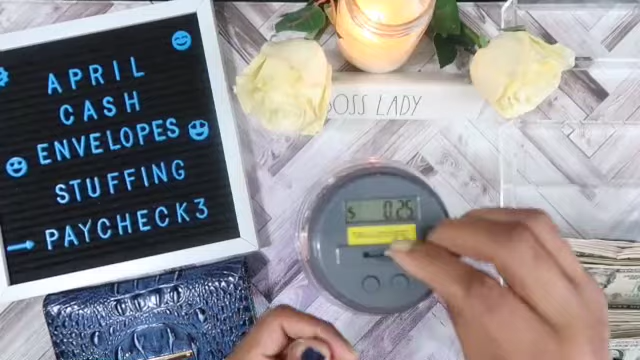 APRIL
CASH
ENVELOPES
STUFFING
PAYCHECK3
BOSS LADY
$ 0.25